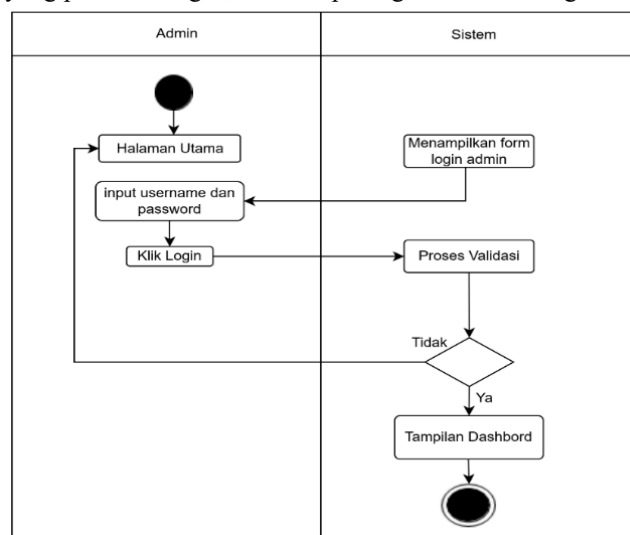 Admin
Sistem
Halaman Utama
Menampilkan form
login admin
input username dan
password
Klik Login
Proses Validasi
Tidak
Ya
Tampilan Dashbord